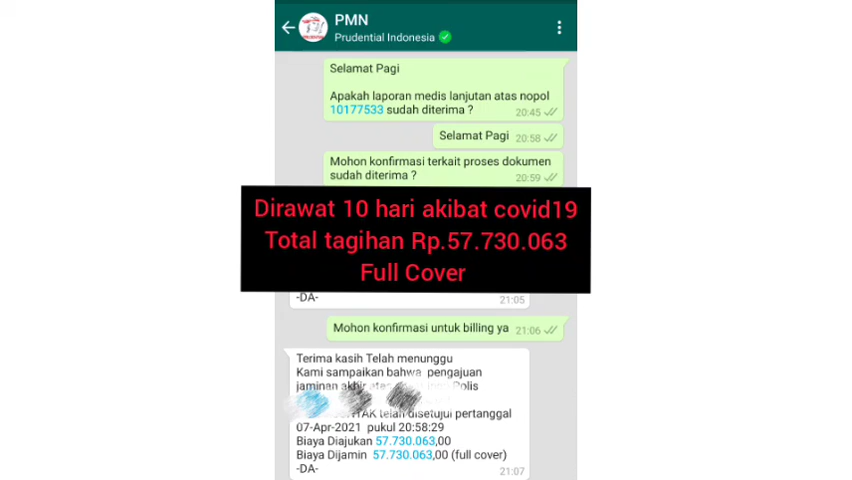 PMN
Prudential Indonesia
Selamat Pagi
Apakah laporan medis lanjutan atas nopol
10177533 sudah diterima ?
20:45
Selamat Pagi 20:58
Mohon konfirmasi terkait proses dokumen
sudah diterima ?
20:59
Dirawat 10 hari akibat covid19
Total tagihan Rp.57.730.063
Full Cover
-DA-
21:05
Mohon konfirmasi untuk billing ya 21:06
Terima kasih Telah menunggu
Kami sampaikan bahwa pengajuan
jaminan akhir Polis
telah disetujui pertanggal
07-Apr-2021 pukul 20:58:29
Biaya Diajukan 57.730.063,00
Biaya Dijamin 57.730.063,00 (full cover)
-DA-
21:07